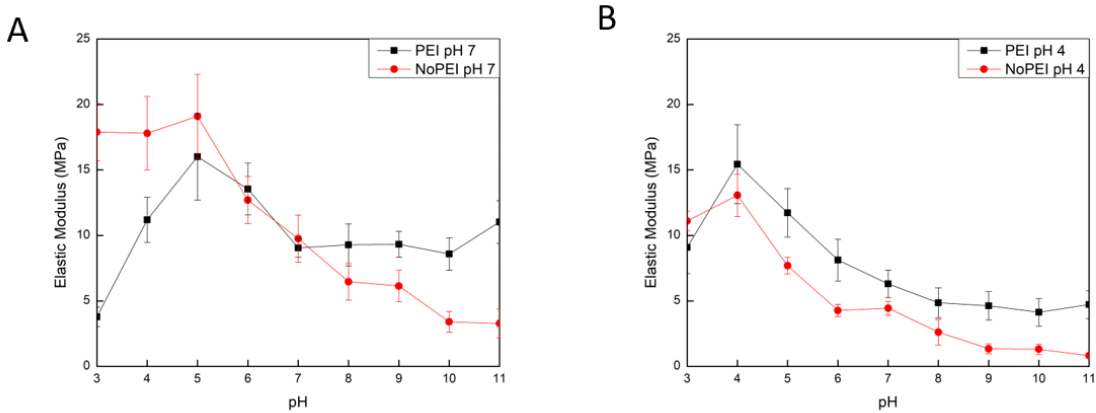 A
PEI pH 7
NoPEI pH 7
Elastic Modulus (MPa)
25
20
15
10
5
0
3 4 5 6 7 8 9 10 11
pH
B
PEI pH 4
NoPEI pH 4
Elastic Modulus (MPa)
25
20
15
10
5
0
3 4 5 6 7 8 9 10 11
pH